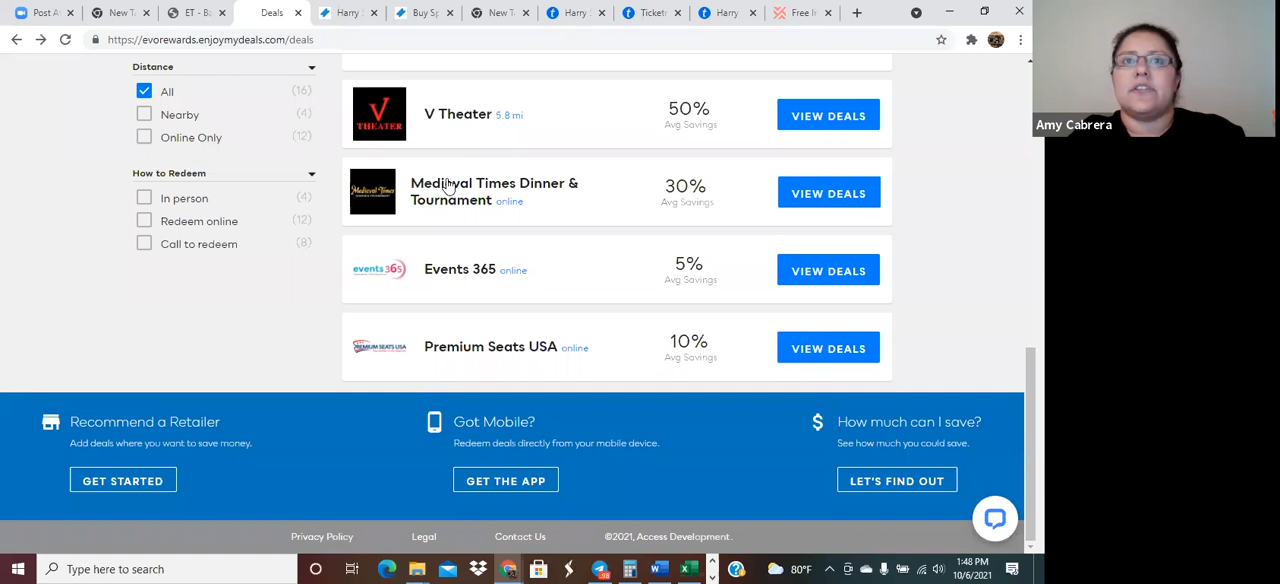 Post A
New T
ET - B
Deals
Harry
Buy S
New T
Harry
Ticket
Harry
Free I
https://evorewards.enjoymydeals.com/deals
Distance
All (16)
Nearby (4)
Online Only (12)
How to Redeem
In person (4)
Redeem online (12)
Call to redeem (8)
V THEATER
V Theater 5.8 mi
50%
Avg Savings
VIEW DEALS
Medieval Times
Medieval Times Dinner &
Tournament online
30%
Avg Savings
VIEW DEALS
events365
Events 365 online
5%
Avg Savings
VIEW DEALS
PREMIUM SEATS USA
Premium Seats USA online
10%
Avg Savings
VIEW DEALS
Recommend a Retailer
Add deals where you want to save money.
GET STARTED
Got Mobile?
Redeem deals directly from your mobile device.
GET THE APP
How much can I save?
See how much you could save.
LET'S FIND OUT
Privacy Policy
Legal
Contact Us
©2021, Access Development.
Type here to search
80°F
1:48 PM
10/6/2021
Amy Cabrera